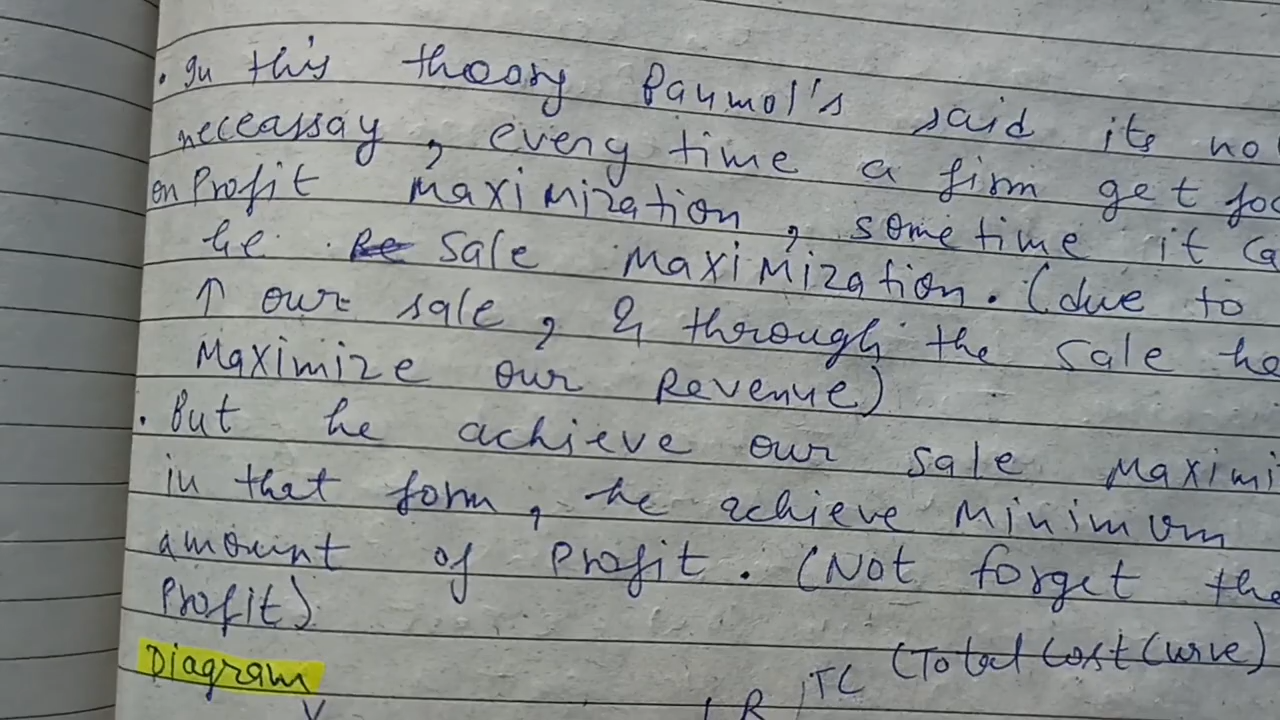 • In this theory Baumol's said its no
neceassay, every time a firm get foc
on Profit Maximization, sometime it ca
he Sale Maximization. (due to
↑ our sale, & through the sale he
Maximize our Revenue)
• But he achieve our sale Maximi
in that form, he achieve Minimum
amount of Profit. (Not forget the
Profit)
Diagram
TC (Total Cost Curve)
R